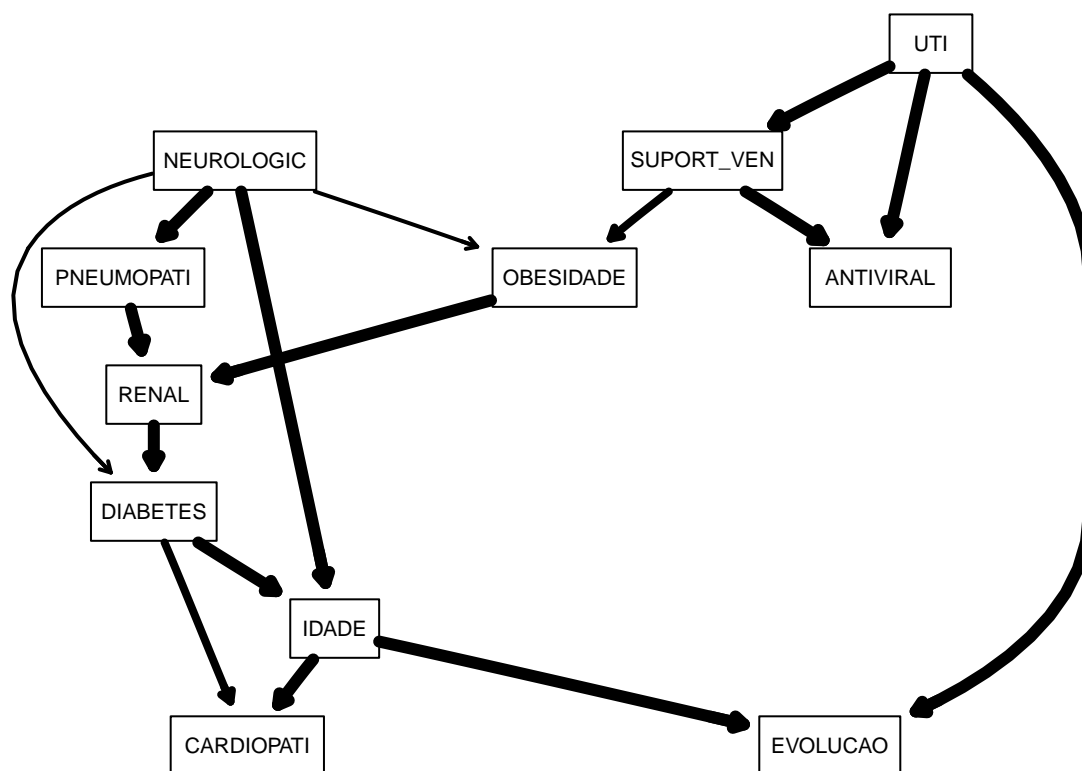 UTI
NEUROLOGIC
SUPORT_VEN
PNEUMOPATI
OBESIDADE
ANTIVIRAL
RENAL
DIABETES
IDADE
CARDIOPATI
EVOLUCAO